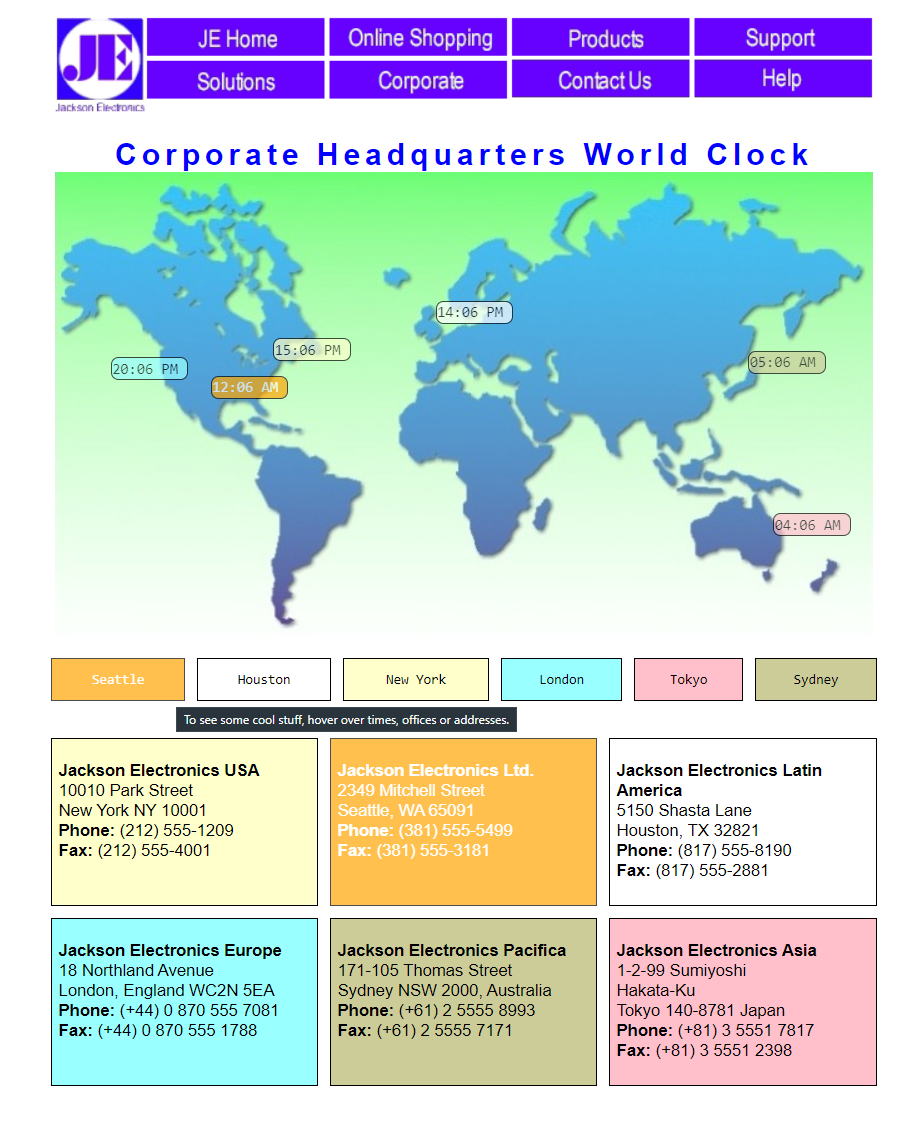 JE Home
Online Shopping
Products
Support
JE
Solutions
Corporate
Contact Us
Help
Jackson Electronics
Corporate Headquarters World Clock
14:06 PM
15:06 PM
05:06 AM
20:06 PM
12:06 AM
04:06 AM
Seattle
Houston
New York
London
Tokyo
Sydney
To see some cool stuff, hover over times, offices or addresses.
Jackson Electronics USA
10010 Park Street
New York NY 10001
Phone: (212) 555-1209
Fax: (212) 555-4001
Jackson Electronics Ltd.
2349 Mitchell Street
Seattle, WA 65091
Phone: (381) 555-5499
Fax: (381) 555-3181
Jackson Electronics Latin
America
5150 Shasta Lane
Houston, TX 32821
Phone: (817) 555-8190
Fax: (817) 555-2881
Jackson Electronics Europe
18 Northland Avenue
London, England WC2N 5EA
Phone: (+44) 0 870 555 7081
Fax: (+44) 0 870 555 1788
Jackson Electronics Pacifica
171-105 Thomas Street
Sydney NSW 2000, Australia
Phone: (+61) 2 5555 8993
Fax: (+61) 2 5555 7171
Jackson Electronics Asia
1-2-99 Sumiyoshi
Hakata-Ku
Tokyo 140-8781 Japan
Phone: (+81) 3 5551 7817
Fax: (+81) 3 5551 2398